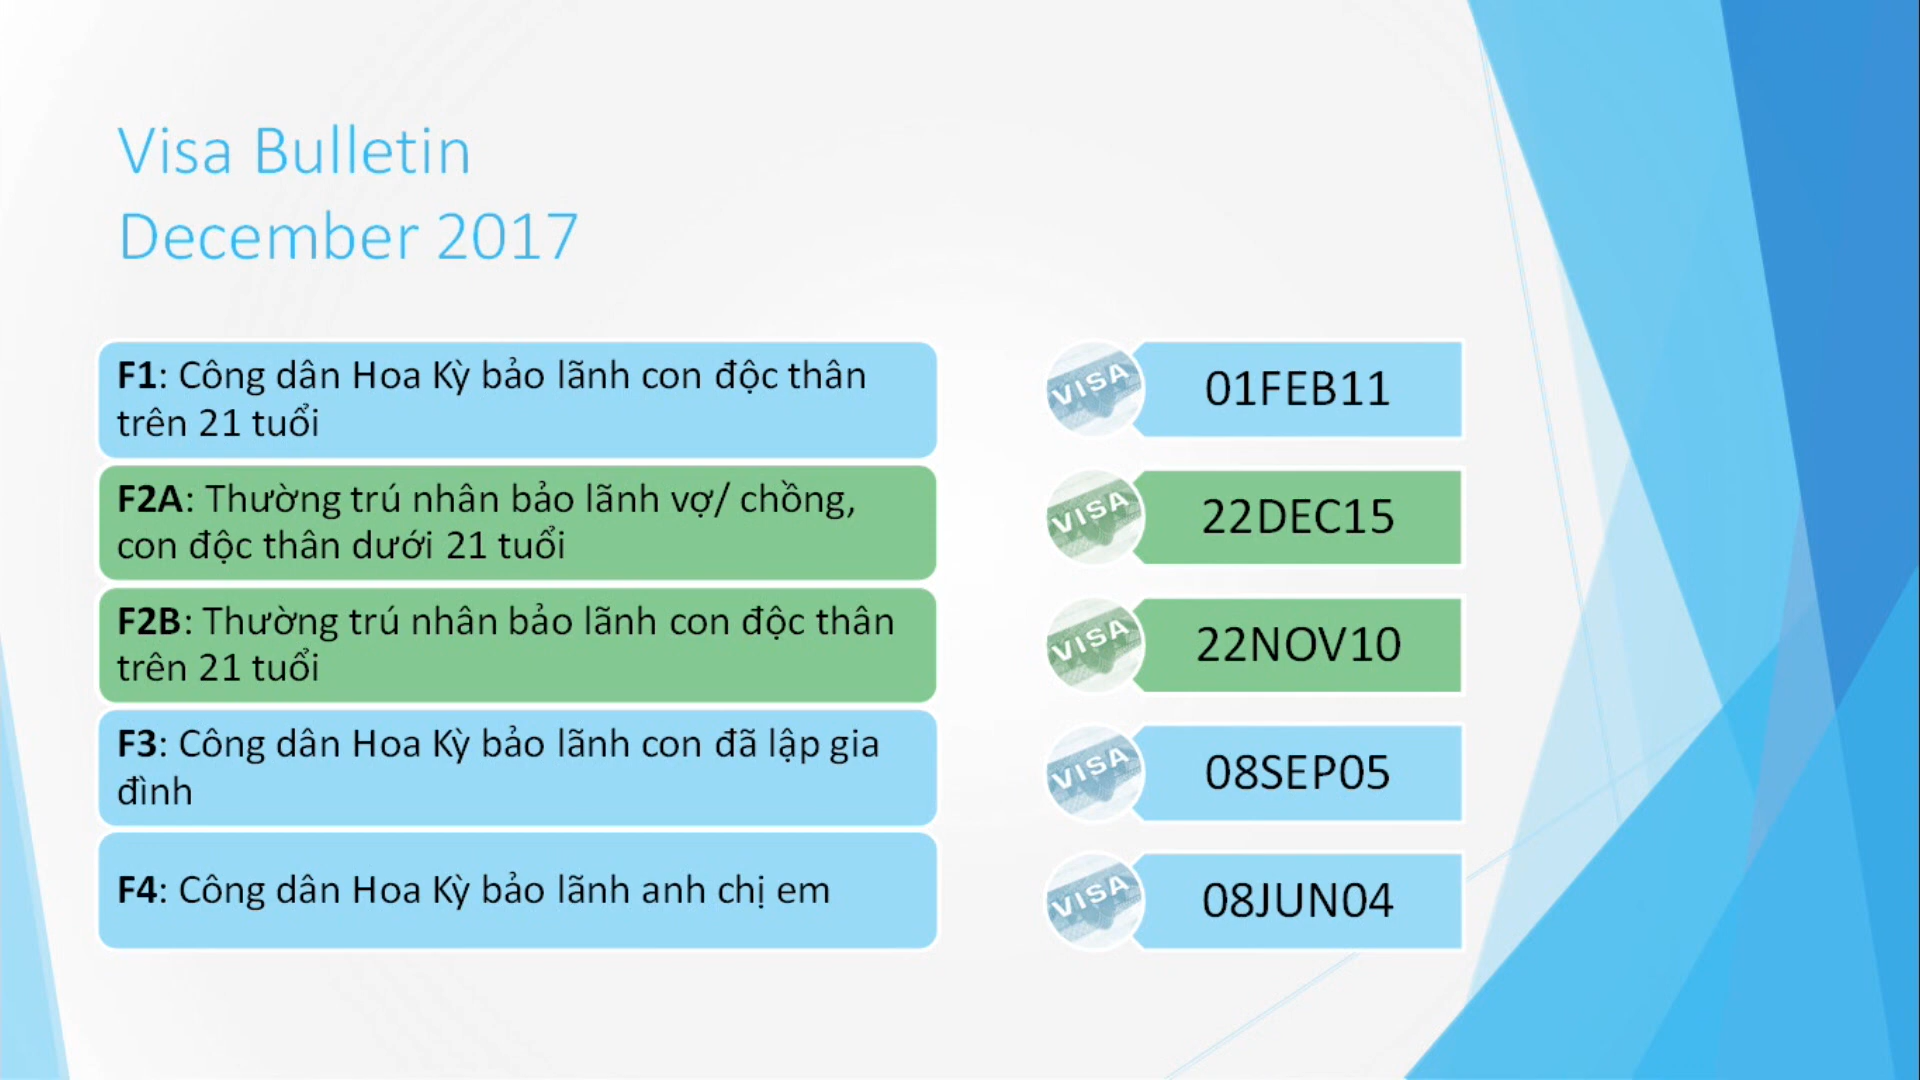 Visa Bulletin
December 2017
F1: Công dân Hoa Kỳ bảo lãnh con độc thân
trên 21 tuổi
VISA
01FEB11
F2A: Thường trú nhân bảo lãnh vợ/ chồng,
con độc thân dưới 21 tuổi
VISA
22DEC15
F2B: Thường trú nhân bảo lãnh con độc thân
trên 21 tuổi
VISA
22NOV10
F3: Công dân Hoa Kỳ bảo lãnh con đã lập gia
đình
VISA
08SEP05
F4: Công dân Hoa Kỳ bảo lãnh anh chị em
VISA
08JUN04